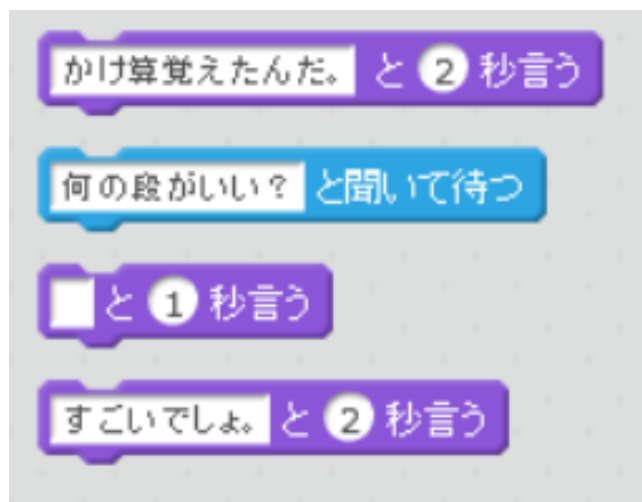 かけ算覚えたんだ。 と 2 秒言う
何の段がいい? と聞いて待つ
と 1 秒言う
すごいでしょ。 と 2 秒言う